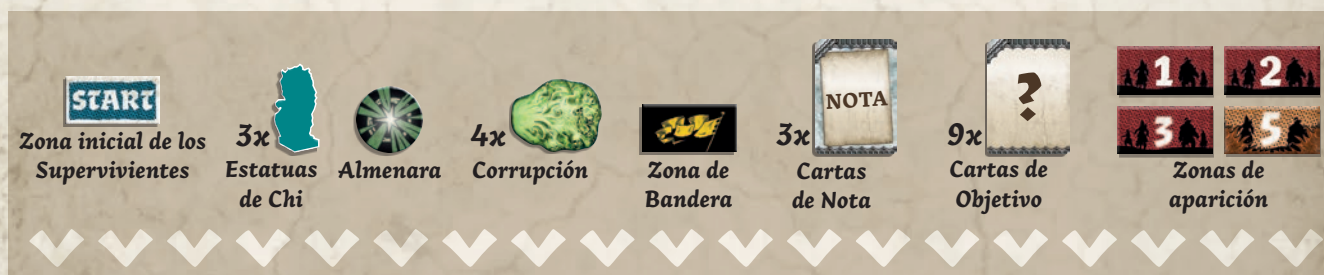 START
Zona inicial de los
Supervivientes
3x
Estatuas
de Chi
Almenara
4x
Corrupción
Zona de
Bandera
3x
NOTA
Cartas
de Nota
9x
?
Cartas de
Objetivo
1 2
3 5
Zonas de
aparición